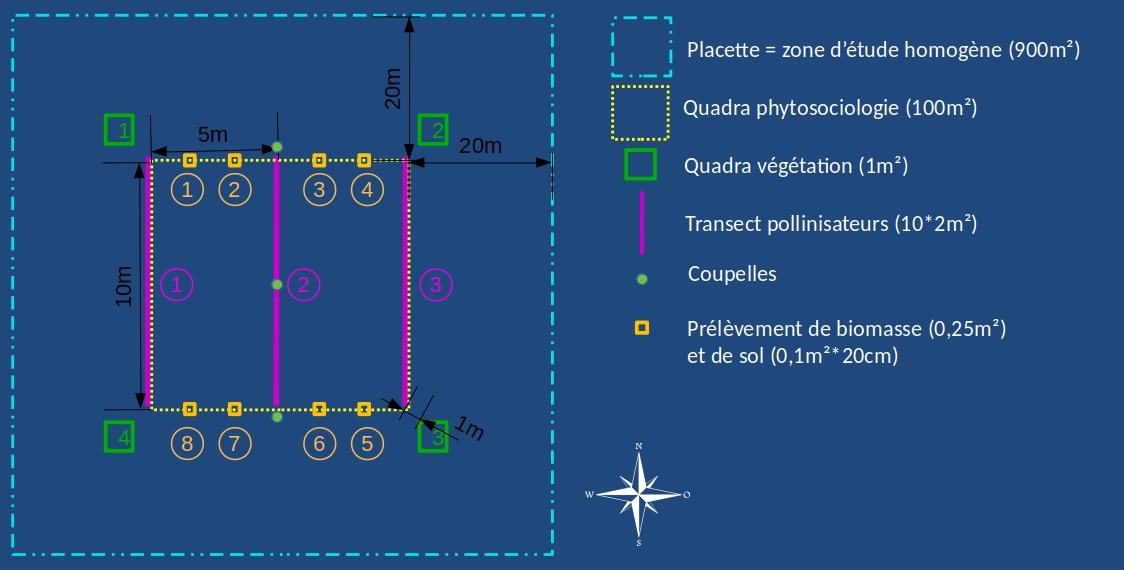 20m
1
2
5m
20m
1
2
3
4
10m
1
2
3
4
8
7
6
5
3
1m
Placette = zone d'étude homogène (900m²)
Quadra phytosociologie (100m²)
Quadra végétation (1m²)
Transect pollinisateurs (10*2m²)
Coupelles
Prélèvement de biomasse (0,25m²)
et de sol (0,1m²*20cm)
N
W
O
S